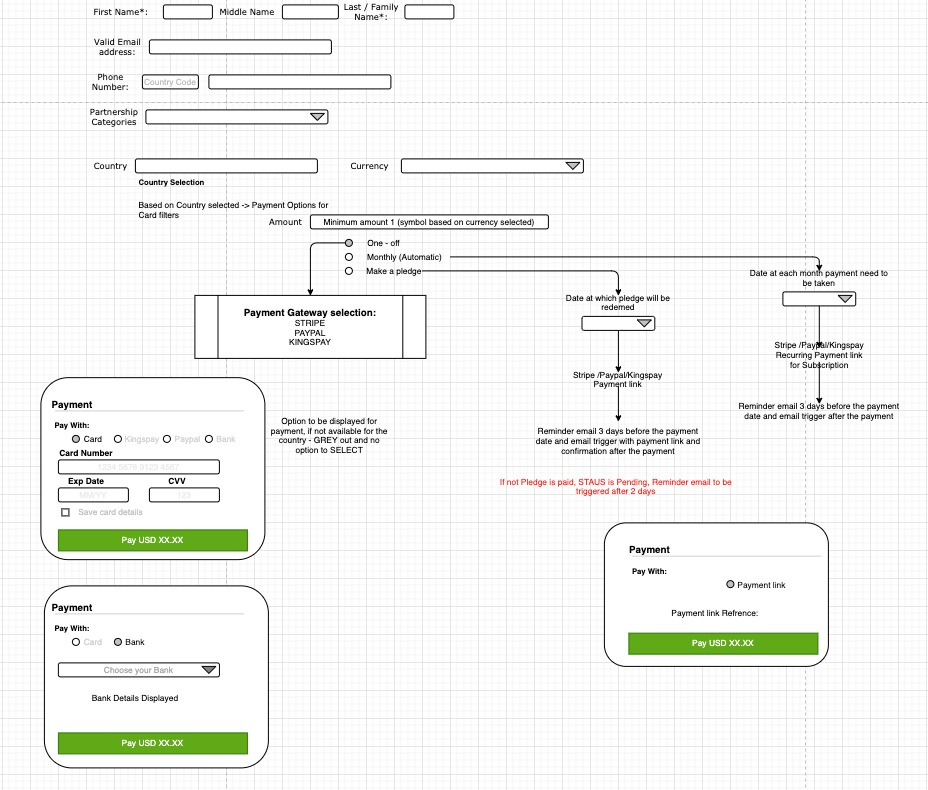 First Name*:
Middle Name
Last / Family
Name*:
Valid Email
address:
Phone
Number:
Country Code
Partnership
Categories
Country
Currency
Country Selection
Based on Country selected -> Payment Options for
Card filters
Amount
Minimum amount 1 (symbol based on currency selected)
One - off
Monthly (Automatic)
Make a pledge
Payment Gateway selection:
STRIPE
PAYPAL
KINGSPAY
Date at which pledge will be
redemed
Date at each month payment need to
be taken
Stripe /Paypal/Kingspay
Payment link
Stripe /Paypal/Kingspay
Recurring Payment link
for Subscription
Reminder email 3 days before the payment
date and email trigger with payment link and
confirmation after the payment
Reminder email 3 days before the payment
date and email trigger after the payment
If not Pledge is paid, STAUS is Pending, Reminder email to be
triggered after 2 days
Payment
Pay With:
Card
Kingspay
Paypal
Bank
Card Number
1234 5678 9123 4567
Exp Date
CVV
MM/YY
123
Save card details
Pay USD XX.XX
Option to be displayed for
payment, if not available for the
country - GREY out and no
option to SELECT
Payment
Pay With:
Card
Bank
Choose your Bank
Bank Details Displayed
Pay USD XX.XX
Payment
Pay With:
Payment link
Payment link Refrence:
Pay USD XX.XX